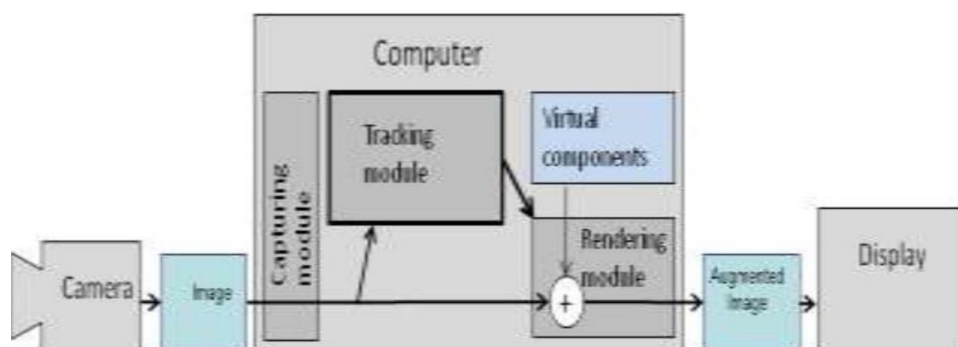 Computer
Capturing
module
Tracking
module
Virtual
components
Rendering
module
+
Camera
Image
Augmented
Image
Display